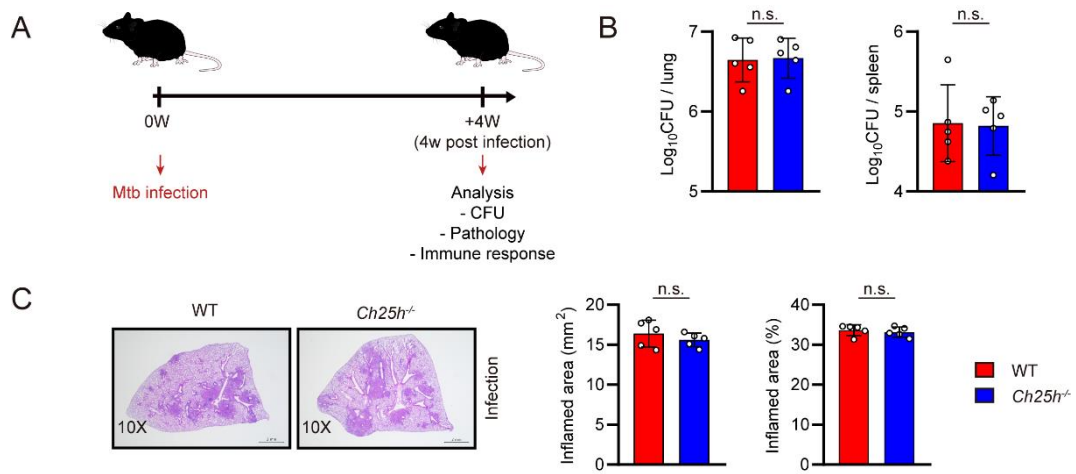 A
0W
+4W
(4w post infection)
Mtb infection
Analysis
- CFU
- Pathology
- Immune response
B
n.s.
7
6
5
Log₁₀CFU / lung
n.s.
6
5
4
Log₁₀CFU / spleen
C
WT
Ch25h⁻/⁻
10X
10X
Infection
n.s.
20
15
10
5
0
Inflamed area (mm²)
n.s.
40
30
20
10
0
Inflamed area (%)
WT
Ch25h⁻/⁻